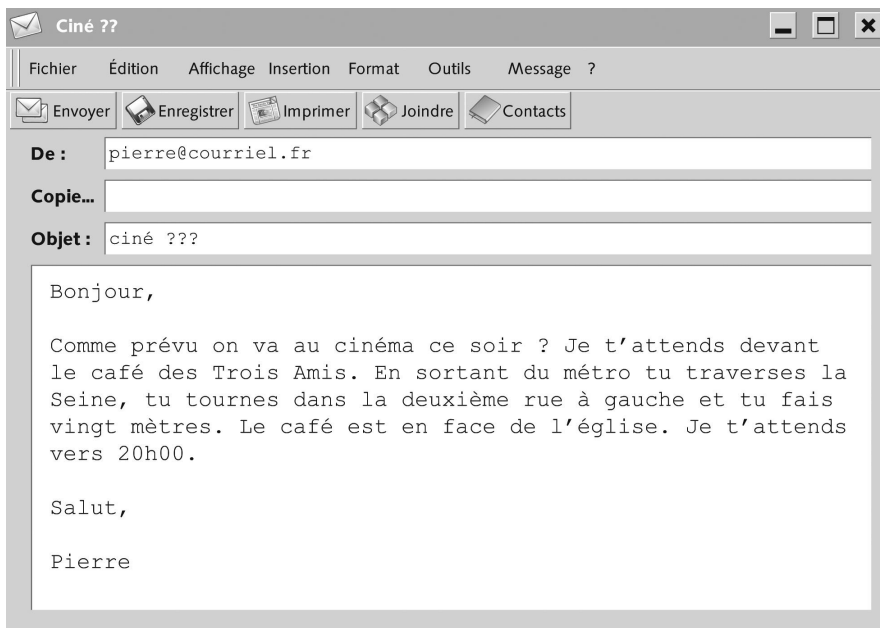 Ciné ??
Fichier Édition Affichage Insertion Format Outils Message ?
Envoyer Enregistrer Imprimer Joindre Contacts
De : pierre@courriel.fr
Copie...
Objet : ciné ???
Bonjour,
Comme prévu on va au cinéma ce soir ? Je t’attends devant
le café des Trois Amis. En sortant du métro tu traverses la
Seine, tu tournes dans la deuxième rue à gauche et tu fais
vingt mètres. Le café est en face de l’église. Je t’attends
vers 20h00.
Salut,
Pierre